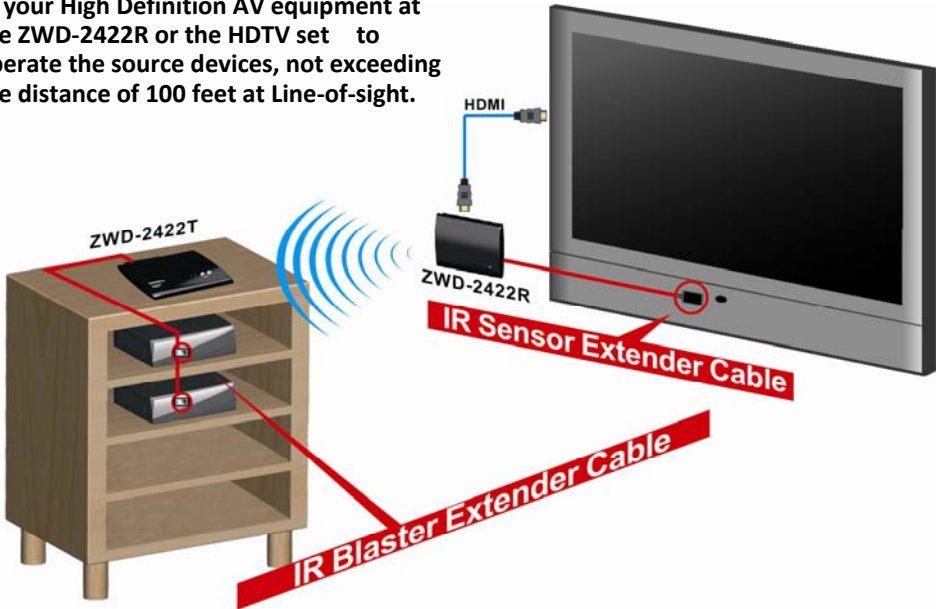 your High Definition AV equipment at
e ZWD-2422R or the HDTV set to
perate the source devices, not exceeding
e distance of 100 feet at Line-of-sight.
HDMI
ZWD-2422T
ZWD-2422R
IR Sensor Extender Cable
IR Blaster Extender Cable